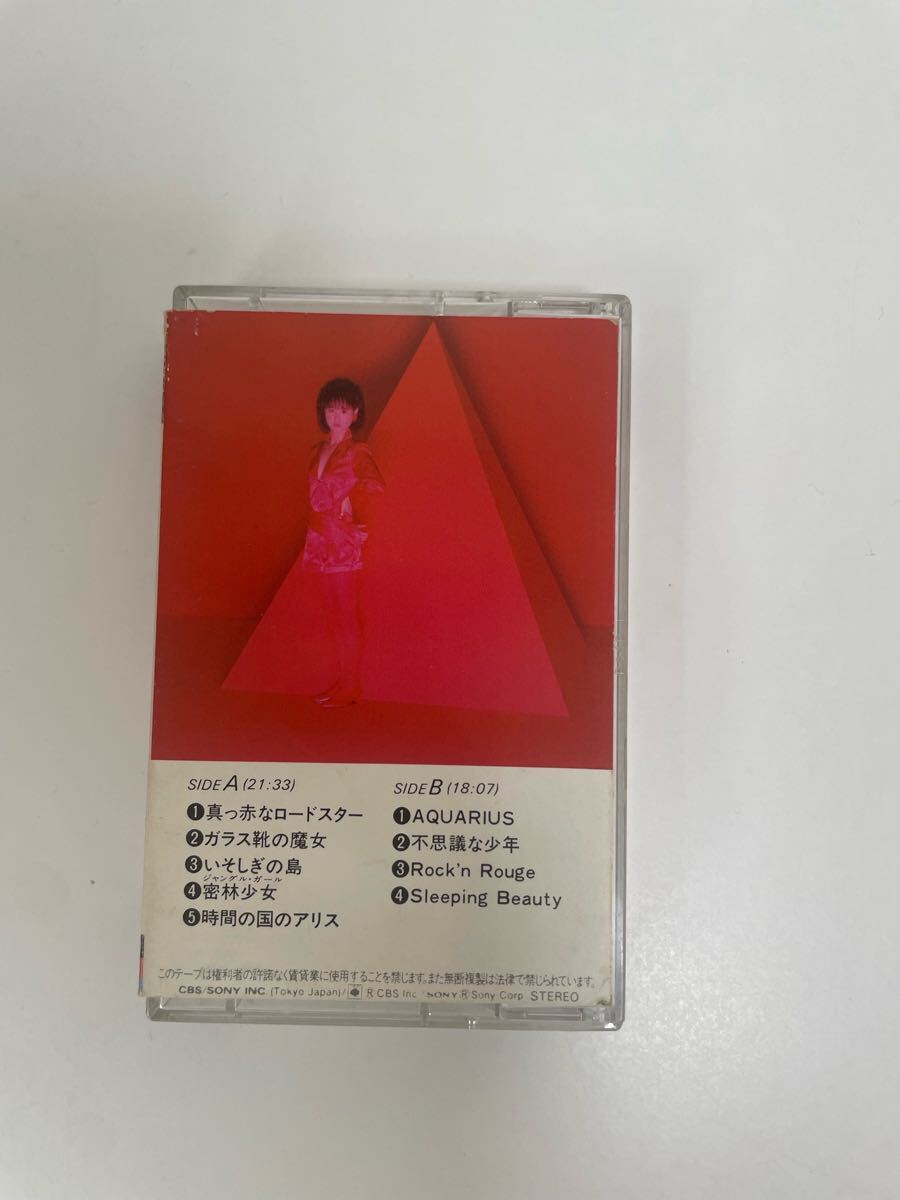 SIDE A (21:33)
❶真っ赤なロードスター
❷ガラス靴の魔女
❸いそしぎの島
ジャングル・ガール
❹密林少女
❺時間の国のアリス
SIDE B (18:07)
❶AQUARIUS
❷不思議な少年
❸Rock'n Rouge
❹Sleeping Beauty
このテープは権利者の許諾なく賃貸業に使用することを禁じます。また無断複製は法律で禁じられています。
CBS/SONY INC. (Tokyo Japan)/ ®CBS Inc./SONY®Sony Corp. STEREO